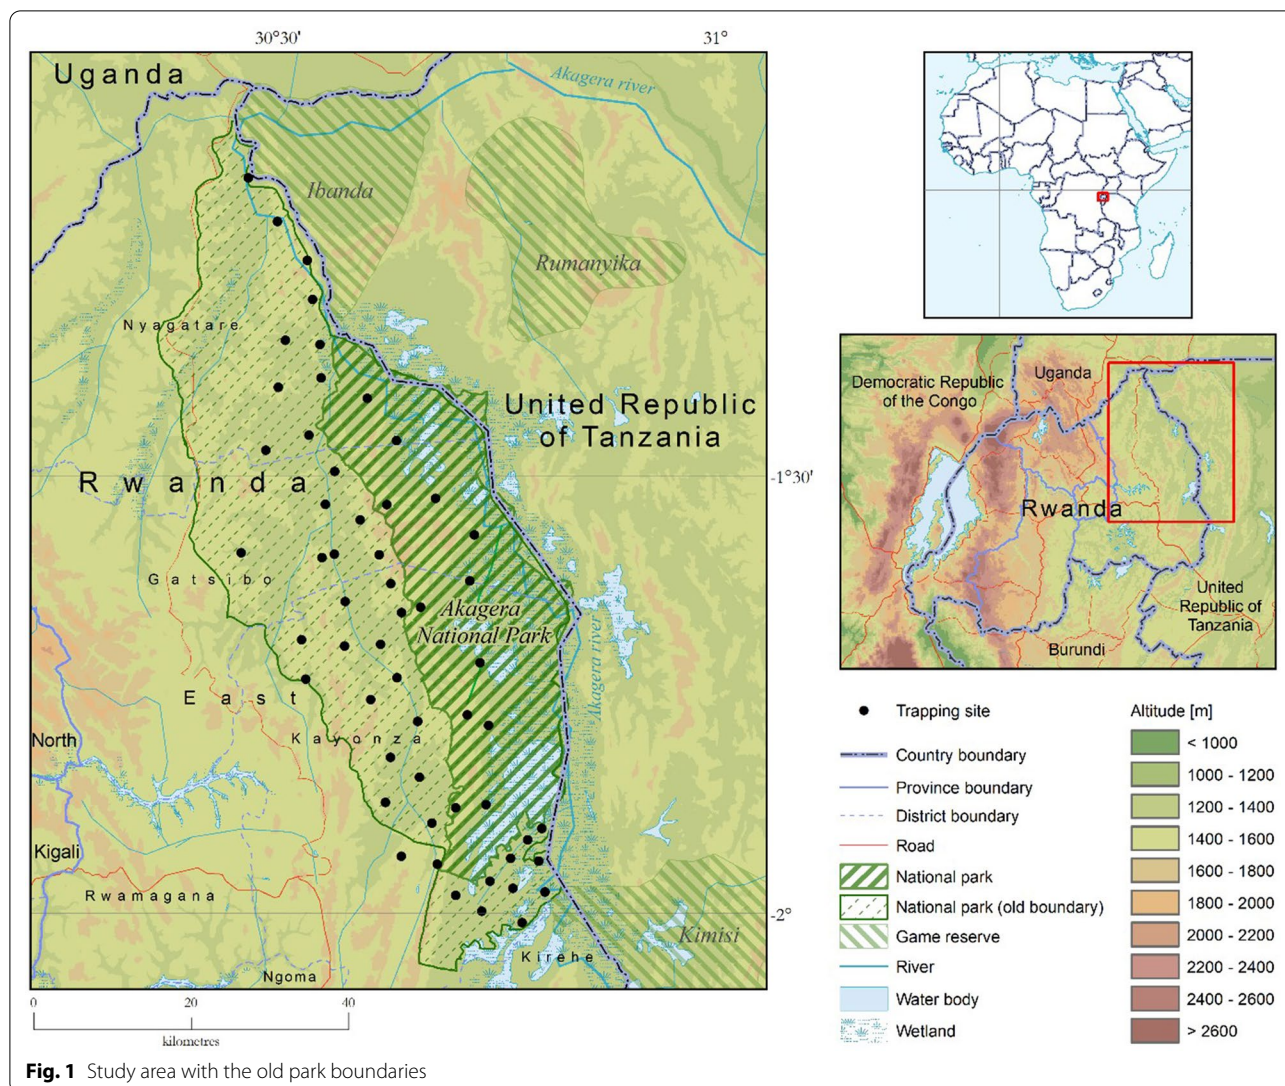 30°30'
31°
Uganda
Akagera river
Ibanda
Rumanyika
Nyagatare
United Republic
of Tanzania
Rwanda
-1°30'
Gatsibo
Akagera
National Park
Akagera river
East
Kayonza
North
Kigali
Rwamagana
-2°
Kimisi
Kirehe
Ngoma
0
20
40
kilometres
Democratic Republic
of the Congo
Uganda
Rwanda
United
Republic of
Tanzania
Burundi
Trapping site
Country boundary
Province boundary
District boundary
Road
National park
National park (old boundary)
Game reserve
River
Water body
Wetland
Altitude [m]
< 1000
1000 - 1200
1200 - 1400
1400 - 1600
1600 - 1800
1800 - 2000
2000 - 2200
2200 - 2400
2400 - 2600
> 2600
Fig. 1 Study area with the old park boundaries